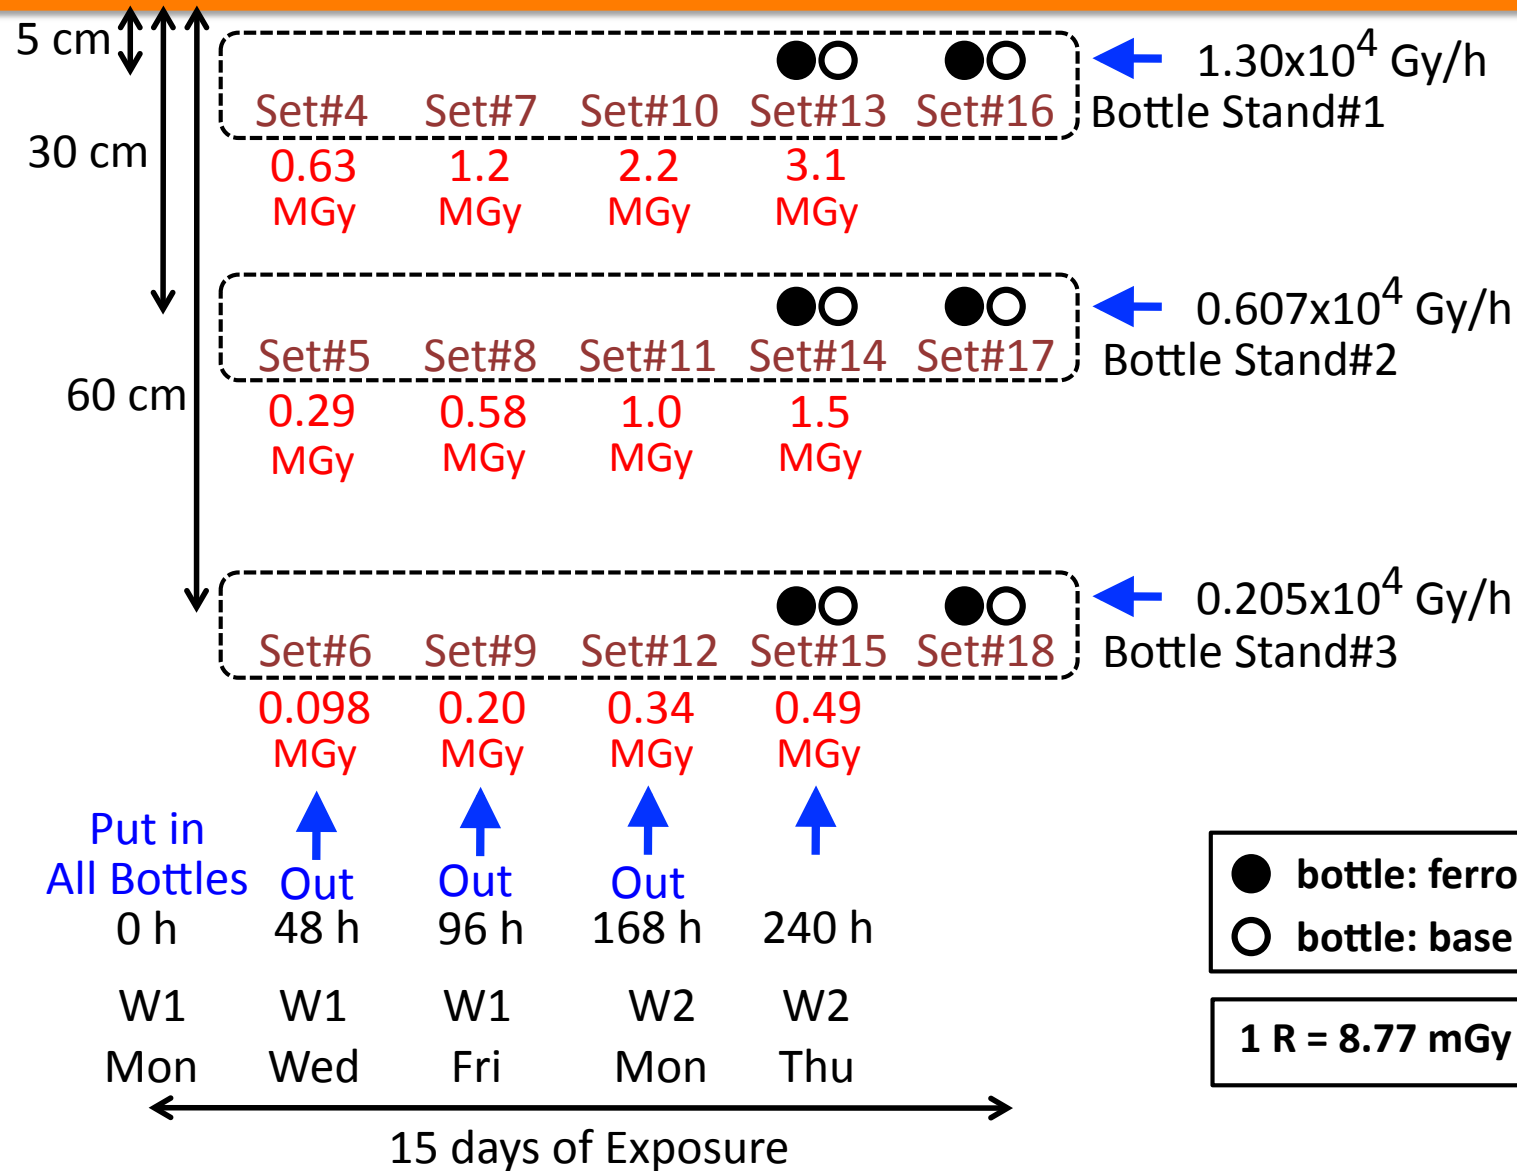 5 cm
1.30x10⁴ Gy/h
Set#4 Set#7 Set#10 Set#13 Set#16
Bottle Stand#1
30 cm
0.63 1.2 2.2 3.1
MGy MGy MGy MGy
0.607x10⁴ Gy/h
Set#5 Set#8 Set#11 Set#14 Set#17
Bottle Stand#2
60 cm
0.29 0.58 1.0 1.5
MGy MGy MGy MGy
0.205x10⁴ Gy/h
Set#6 Set#9 Set#12 Set#15 Set#18
Bottle Stand#3
0.098 0.20 0.34 0.49
MGy MGy MGy MGy
Put in
All Bottles Out Out Out
0 h 48 h 96 h 168 h 240 h
W1 W1 W1 W2 W2
Mon Wed Fri Mon Thu
15 days of Exposure
bottle: ferro
bottle: base
1 R = 8.77 mGy